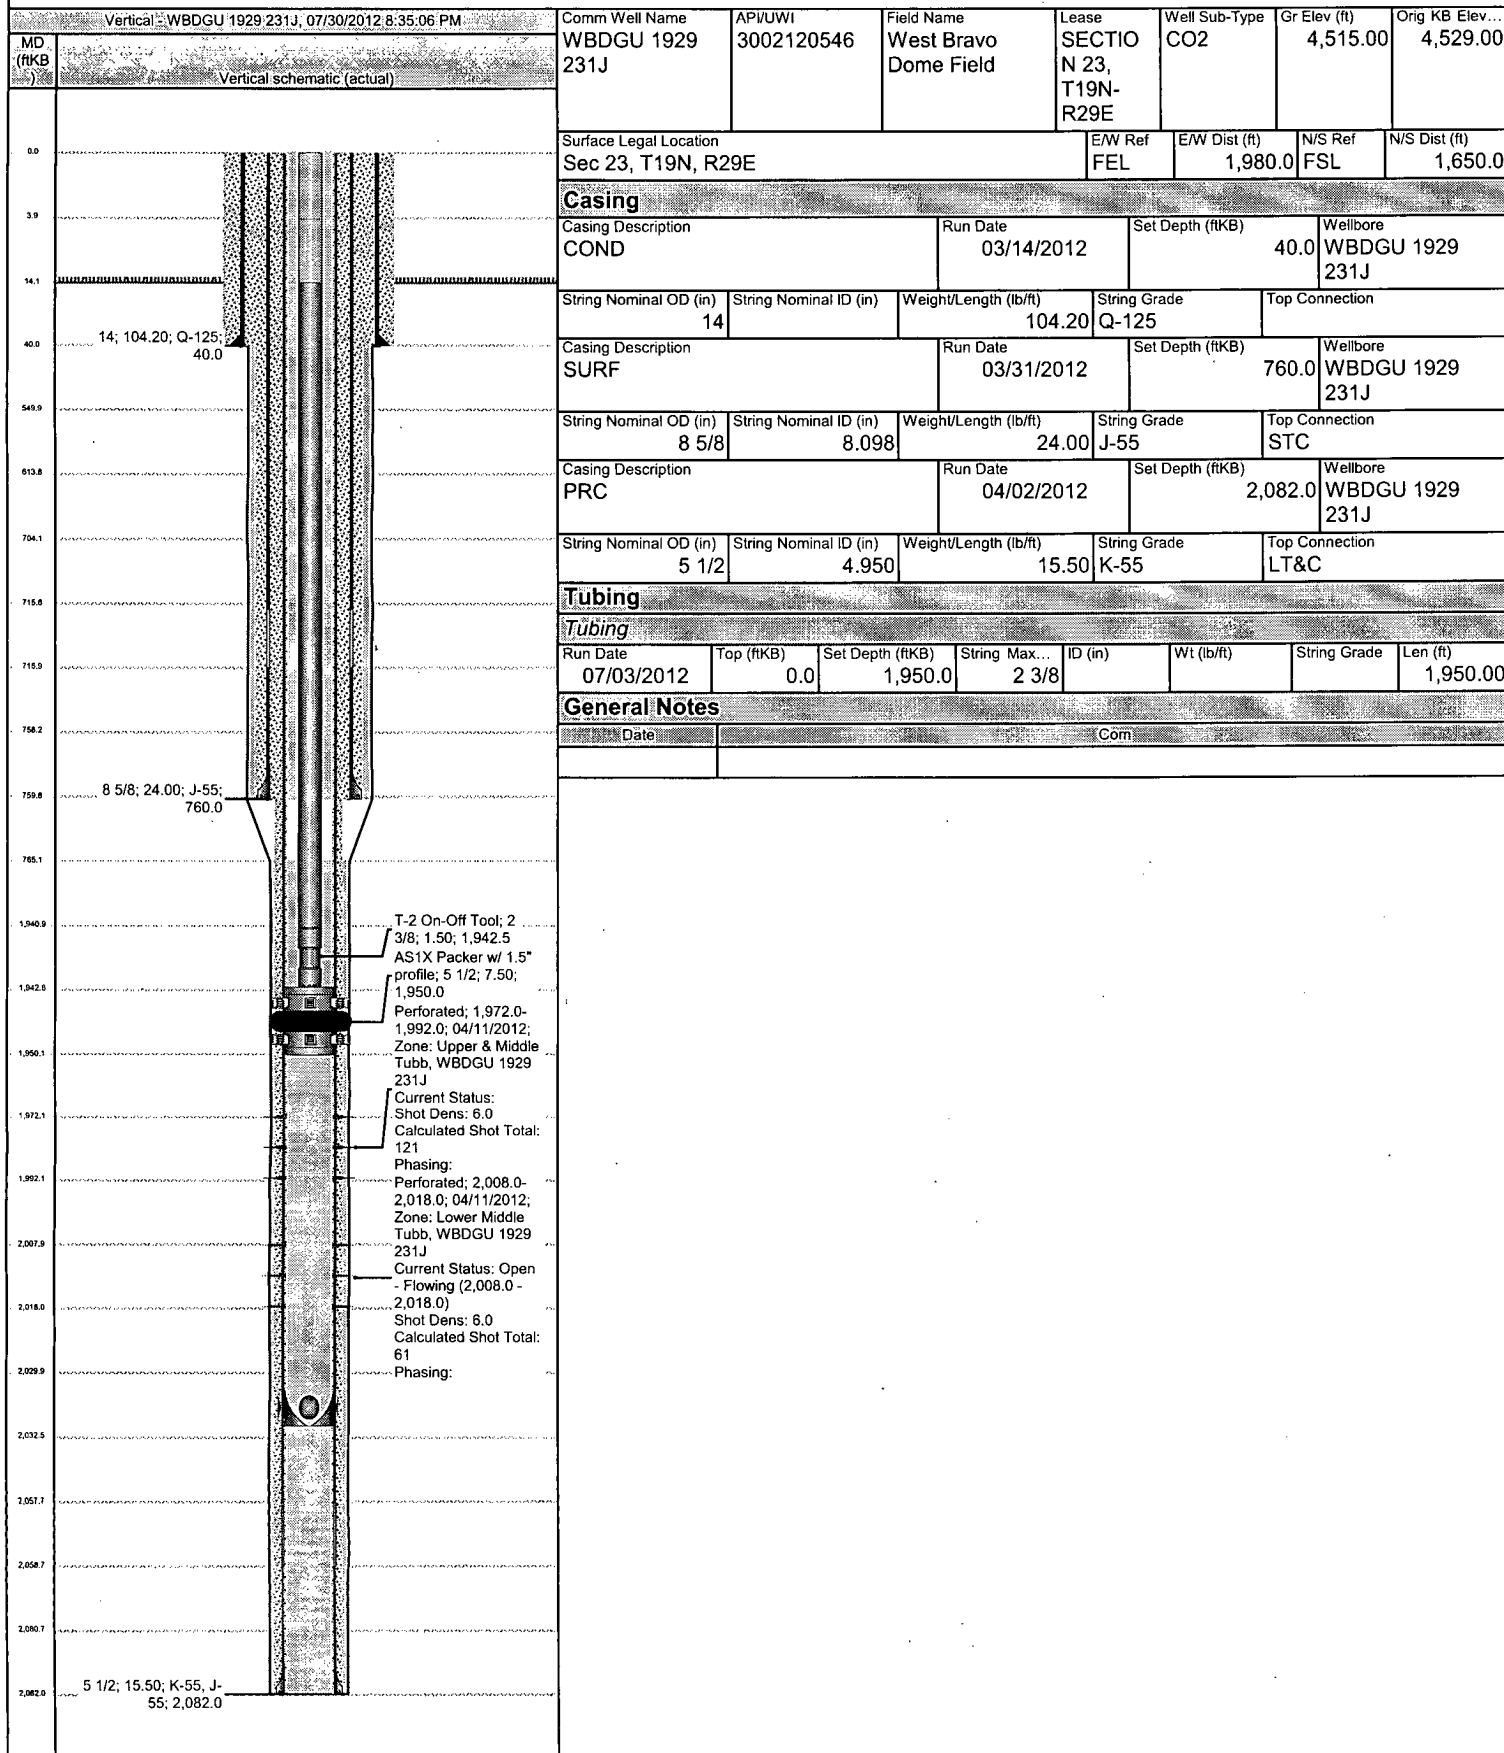 Vertical - WBDGU 1929 231J, 07/30/2012 8:35:06 PM
MD
(ftKB
)
Vertical schematic (actual)
0.0
3.9
14.1
14; 104.20; Q-125;
40.0
40.0
549.9
613.8
704.1
715.6
715.9
758.2
8 5/8; 24.00; J-55;
760.0
759.8
765.1
1,940.9
T-2 On-Off Tool; 2
3/8; 1.50; 1,942.5
AS1X Packer w/ 1.5"
profile; 5 1/2; 7.50;
1,950.0
1,942.6
Perforated; 1,972.0-
1,992.0; 04/11/2012;
Zone: Upper & Middle
Tubb, WBDGU 1929
231J
1,950.1
Current Status:
Shot Dens: 6.0
Calculated Shot Total:
121
Phasing:
1,972.1
Perforated; 2,008.0-
2,018.0; 04/11/2012;
Zone: Lower Middle
Tubb, WBDGU 1929
231J
1,992.1
2,007.9
Current Status: Open
- Flowing (2,008.0 -
2,018.0)
Shot Dens: 6.0
Calculated Shot Total:
61
Phasing:
2,018.0
2,029.9
2,032.5
2,057.7
2,058.7
2,080.7
5 1/2; 15.50; K-55, J-
55; 2,082.0
2,082.0
Comm Well Name
WBDGU 1929
231J
API/UWI
3002120546
Field Name
West Bravo
Dome Field
Lease
SECTIO
N 23,
T19N-
R29E
Well Sub-Type
CO2
Gr Elev (ft)
4,515.00
Orig KB Elev...
4,529.00
Surface Legal Location
Sec 23, T19N, R29E
E/W Ref
FEL
E/W Dist (ft)
1,980.0
N/S Ref
FSL
N/S Dist (ft)
1,650.0
Casing
Casing Description
COND
Run Date
03/14/2012
Set Depth (ftKB)
40.0
Wellbore
WBDGU 1929
231J
String Nominal OD (in)
14
String Nominal ID (in)
Weight/Length (lb/ft)
104.20
String Grade
Q-125
Top Connection
Casing Description
SURF
Run Date
03/31/2012
Set Depth (ftKB)
760.0
Wellbore
WBDGU 1929
231J
String Nominal OD (in)
8 5/8
String Nominal ID (in)
8.098
Weight/Length (lb/ft)
24.00
String Grade
J-55
Top Connection
STC
Casing Description
PRC
Run Date
04/02/2012
Set Depth (ftKB)
2,082.0
Wellbore
WBDGU 1929
231J
String Nominal OD (in)
5 1/2
String Nominal ID (in)
4.950
Weight/Length (lb/ft)
15.50
String Grade
K-55
Top Connection
LT&C
Tubing
Tubing
Run Date
07/03/2012
Top (ftKB)
0.0
Set Depth (ftKB)
1,950.0
String Max...
2 3/8
ID (in)
Wt (lb/ft)
String Grade
Len (ft)
1,950.00
General Notes
Date
Com